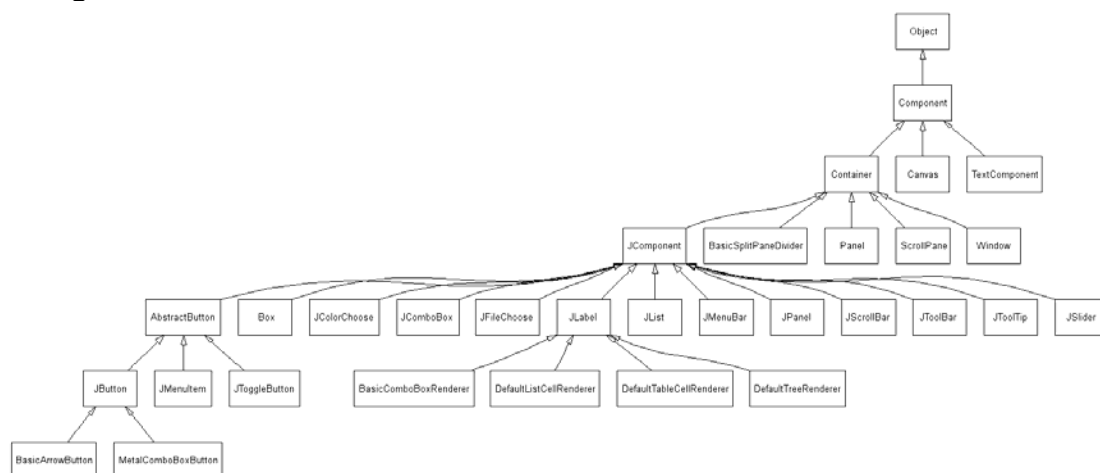 Object
Component
Container
Canvas
TextComponent
JComponent
BasicSplitPaneDivider
Panel
ScrollPane
Window
AbstractButton
Box
JColorChoose
JComboBox
JFileChoose
JLabel
JList
JMenuBar
JPanel
JScrollBar
JToolBar
JToolTip
JSlider
JButton
JMenuItem
JToggleButton
BasicComboBoxRenderer
DefaultListCellRenderer
DefaultTableCellRenderer
DefaultTreeRenderer
BasicArrowButton
MetalComboBoxButton